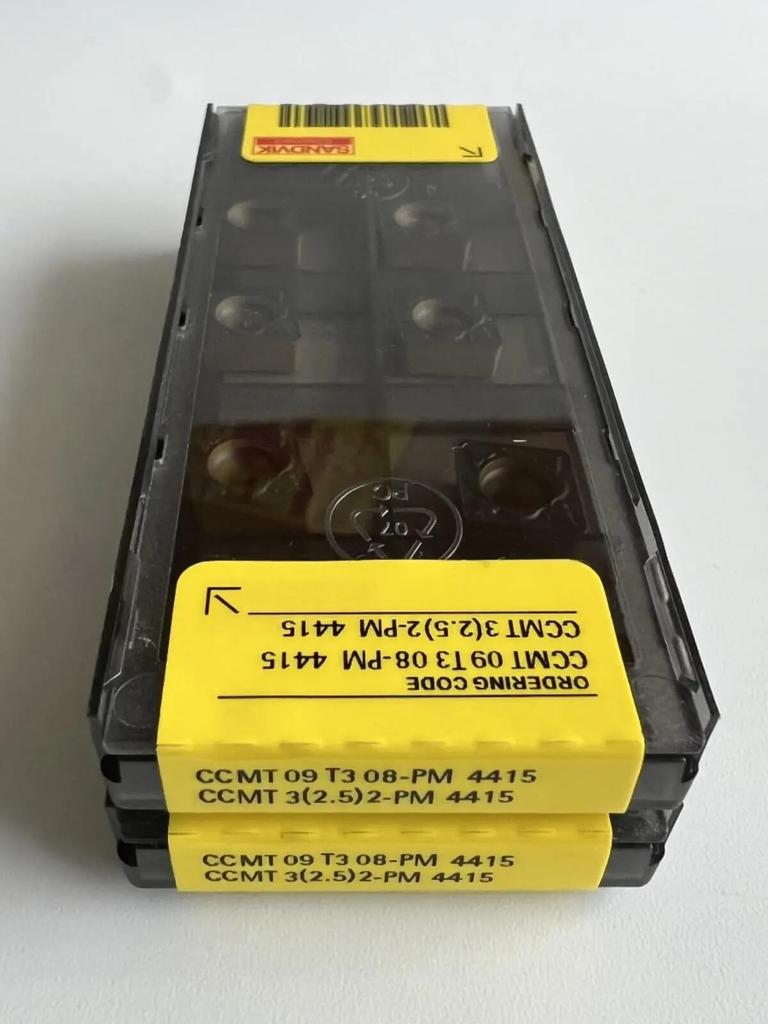 SANDVIK
PC
07
CCMT 3(2.5)2-PM 4415
CCMT 09 T3 08-PM 4415
ORDERING CODE
CCMT 09 T3 08-PM 4415
CCMT 3(2.5)2-PM 4415
CCMT 09 T3 08-PM 4415
CCMT 3(2.5)2-PM 4415